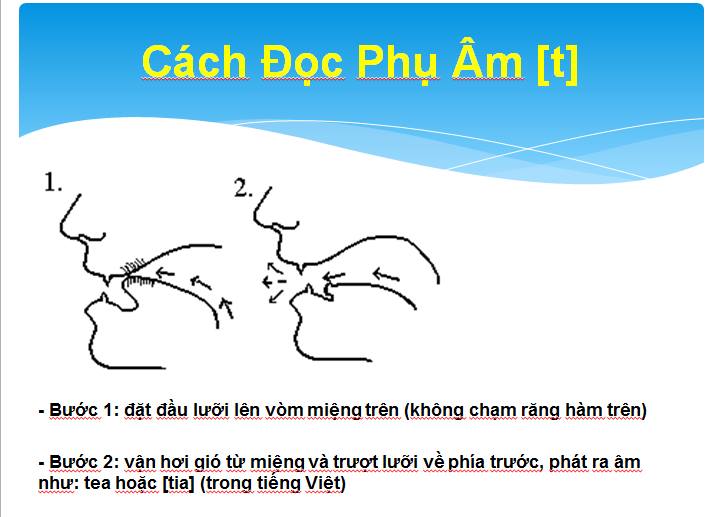 Cách Đọc Phụ Âm [t]
1.
2.
- Bước 1: đặt đầu lưỡi lên vòm miệng trên (không chạm răng hàm trên)
- Bước 2: vận hơi gió từ miệng và trượt lưỡi về phía trước, phát ra âm
như: tea hoặc [tia] (trong tiếng Việt)